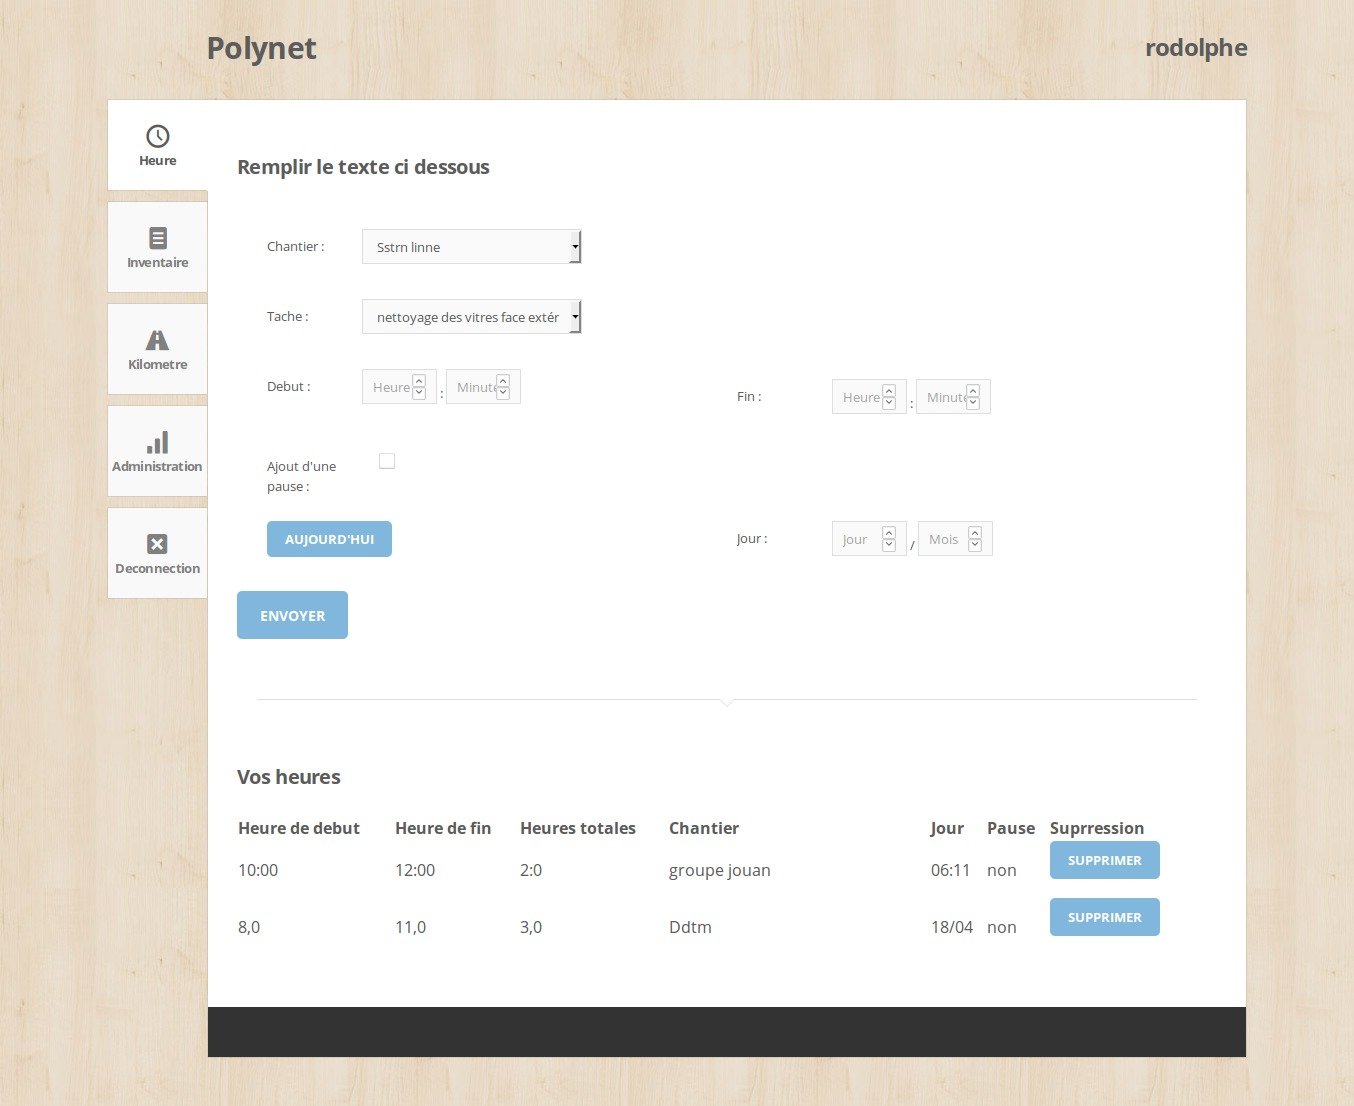 Polynet
rodolphe
Heure
Inventaire
Kilometre
Administration
Deconnection
Remplir le texte ci dessous
Chantier : Sstrn linne
Tache : nettoyage des vitres face extér
Debut : Heure : Minute
Fin : Heure : Minute
Ajout d'une
pause :
AUJOURD'HUI
Jour : Jour / Mois
ENVOYER
Vos heures
Heure de debut Heure de fin Heures totales Chantier Jour Pause Suprression
10:00 12:00 2:0 groupe jouan 06:11 non SUPPRIMER
8,0 11,0 3,0 Ddtm 18/04 non SUPPRIMER